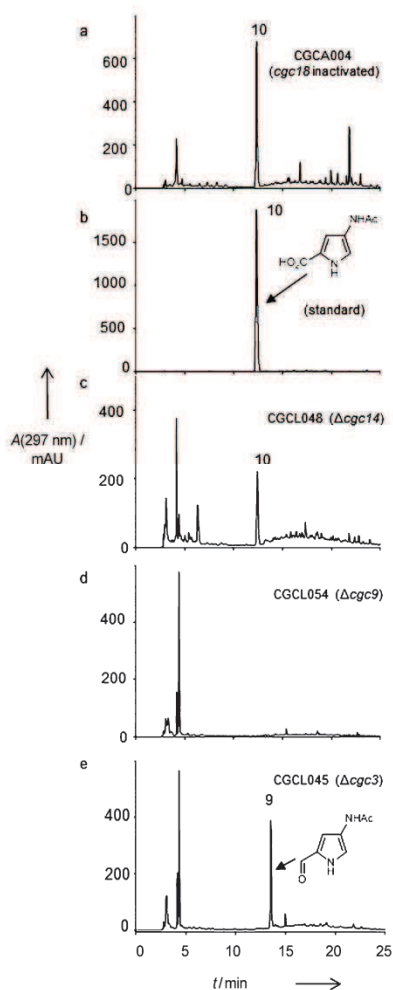 a
10
CGCA004
(cgc18 inactivated)
600
400
200
0
b
10
NHAc
HO2C
N
H
(standard)
1500
1000
500
0
A(297 nm) /
mAU
c
CGCL048 (Δcgc14)
10
400
200
0
d
CGCL054 (Δcgc9)
400
200
0
e
CGCL045 (Δcgc3)
9
NHAc
N
H
O
400
200
0
0 5 10 15 20 25
t/min